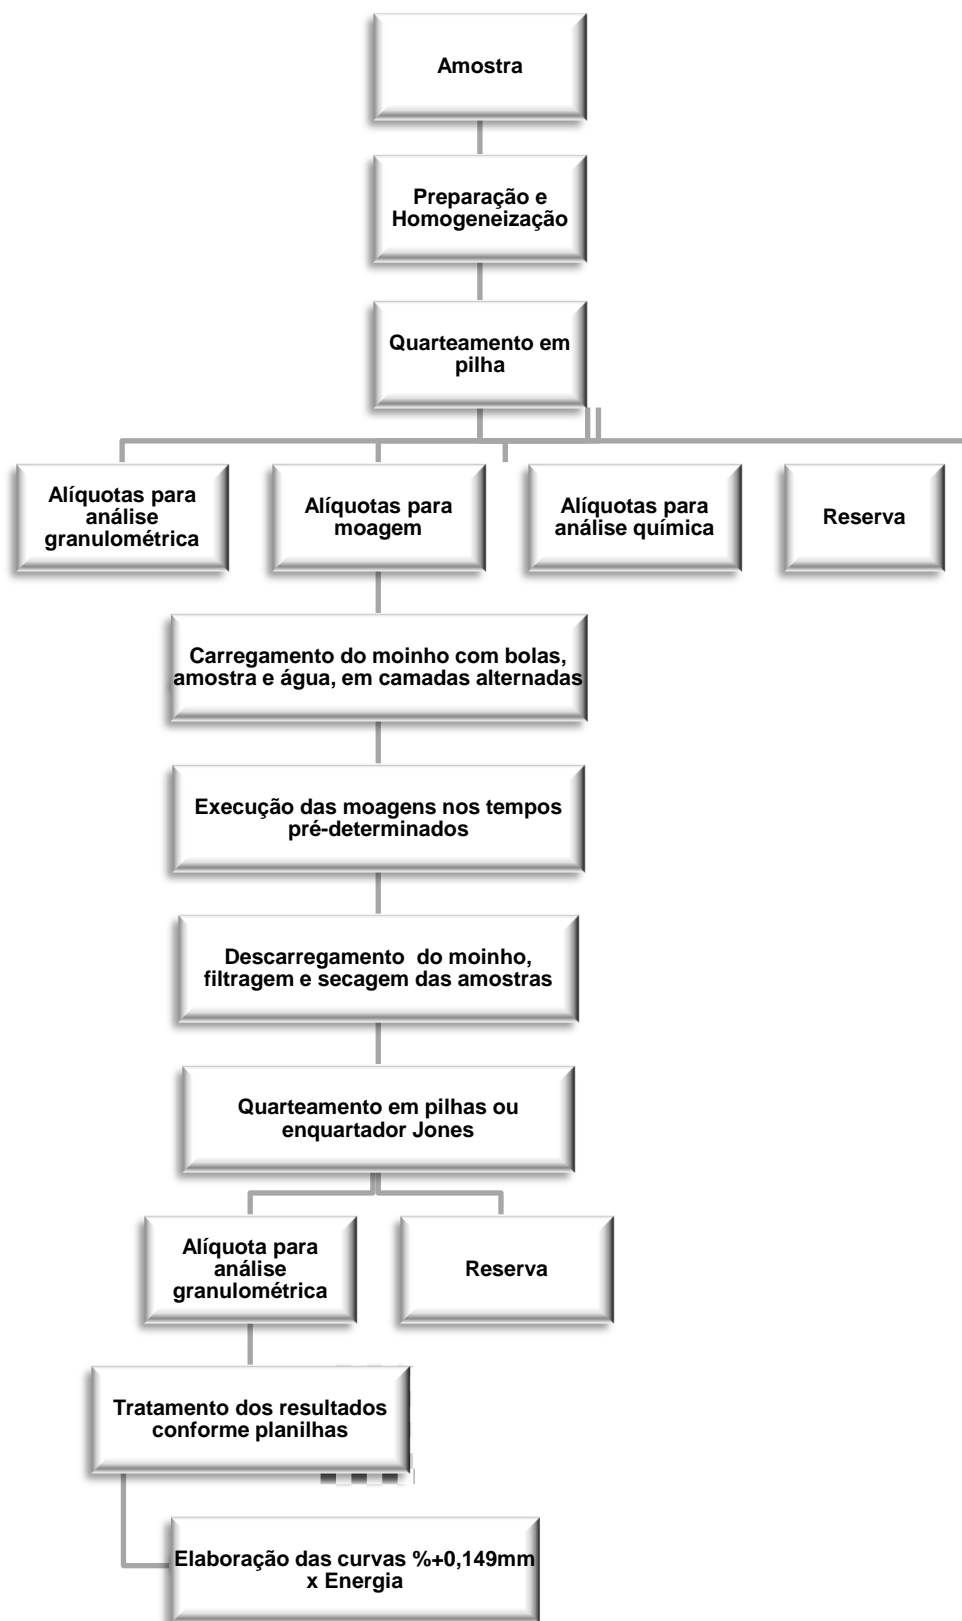 Amostra
Preparação e
Homogeneização
Quarteamento em
pilha
Alíquotas para
análise
granulométrica
Alíquotas para
moagem
Alíquotas para
análise química
Reserva
Carregamento do moinho com bolas,
amostra e água, em camadas alternadas
Execução das moagens nos tempos
pré-determinados
Descarregamento do moinho,
filtragem e secagem das amostras
Quarteamento em pilhas ou
enquartador Jones
Alíquota para
análise
granulométrica
Reserva
Tratamento dos resultados
conforme planilhas
Elaboração das curvas %+0,149mm
x Energia